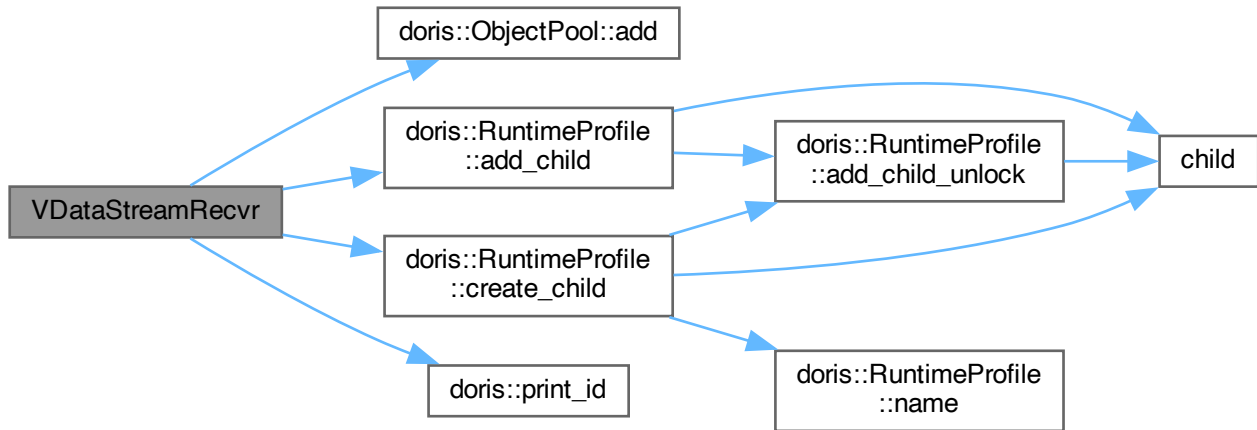 doris::ObjectPool::add
doris::RuntimeProfile
::add_child
doris::RuntimeProfile
::add_child_unlock
child
VDataStreamRecvr
doris::RuntimeProfile
::create_child
doris::print_id
doris::RuntimeProfile
::name